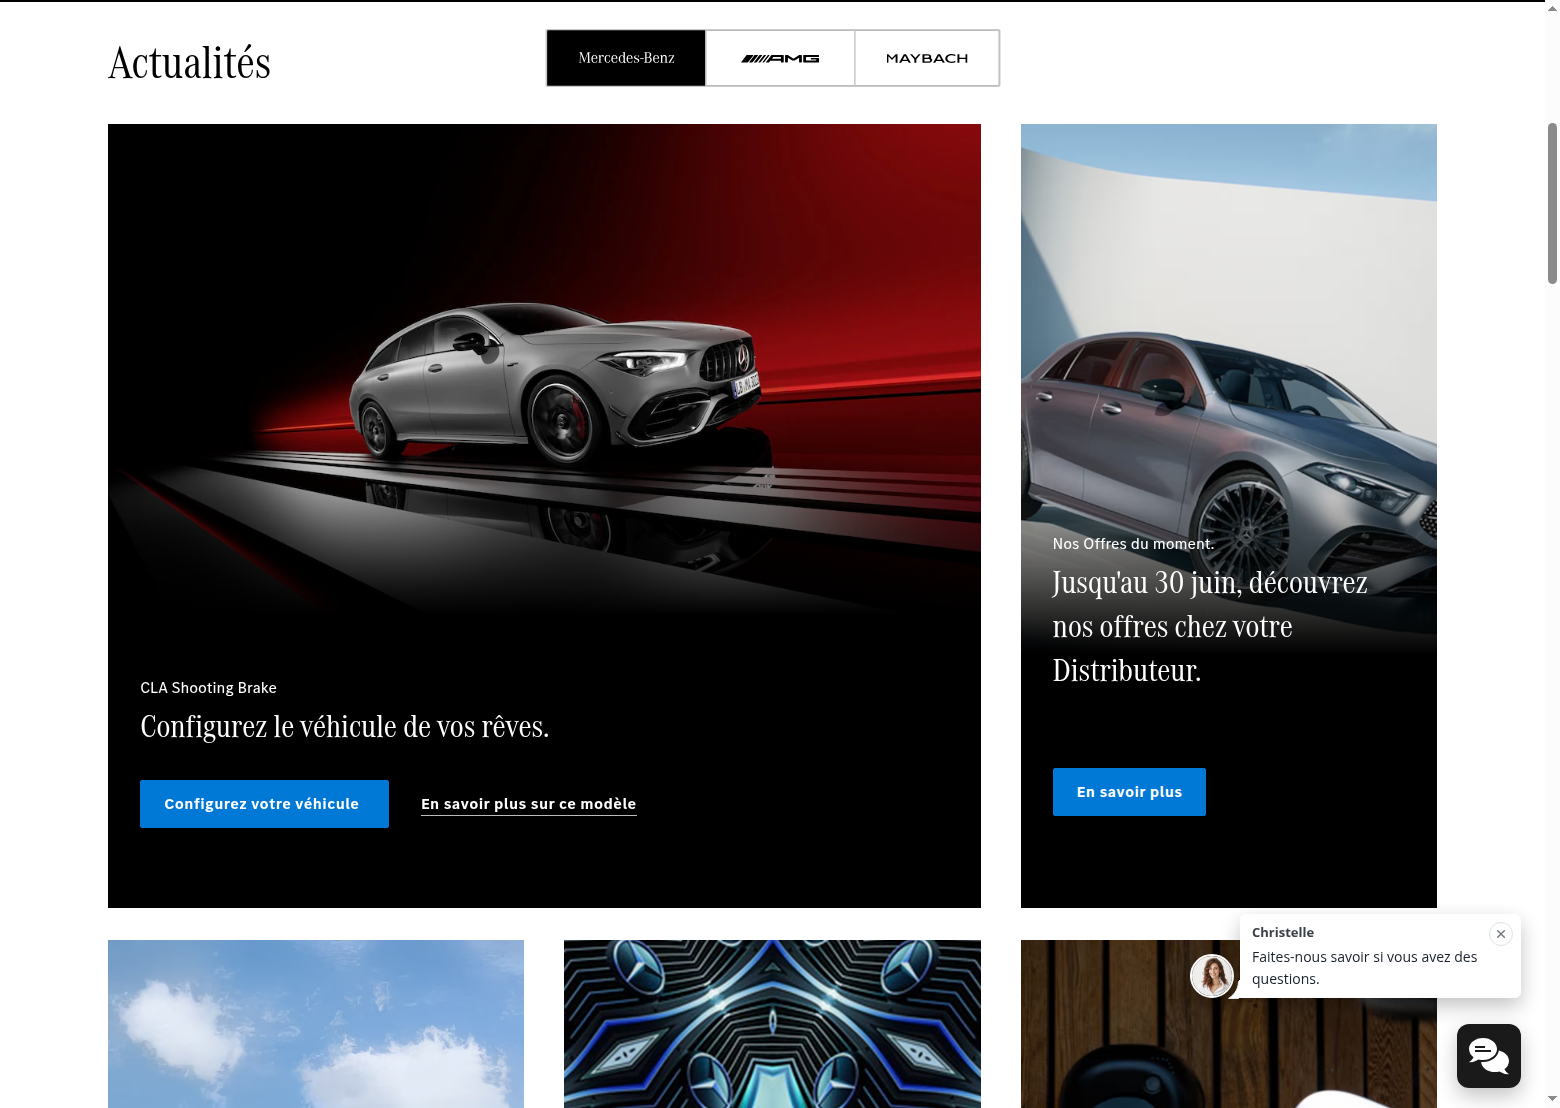 Actualités
Mercedes-Benz
AMG
MAYBACH
CLA Shooting Brake
Configurez le véhicule de vos rêves.
Configurez votre véhicule
En savoir plus sur ce modèle
Nos Offres du moment.
Jusqu'au 30 juin, découvrez
nos offres chez votre
Distributeur.
En savoir plus
Christelle
Faites-nous savoir si vous avez des
questions.